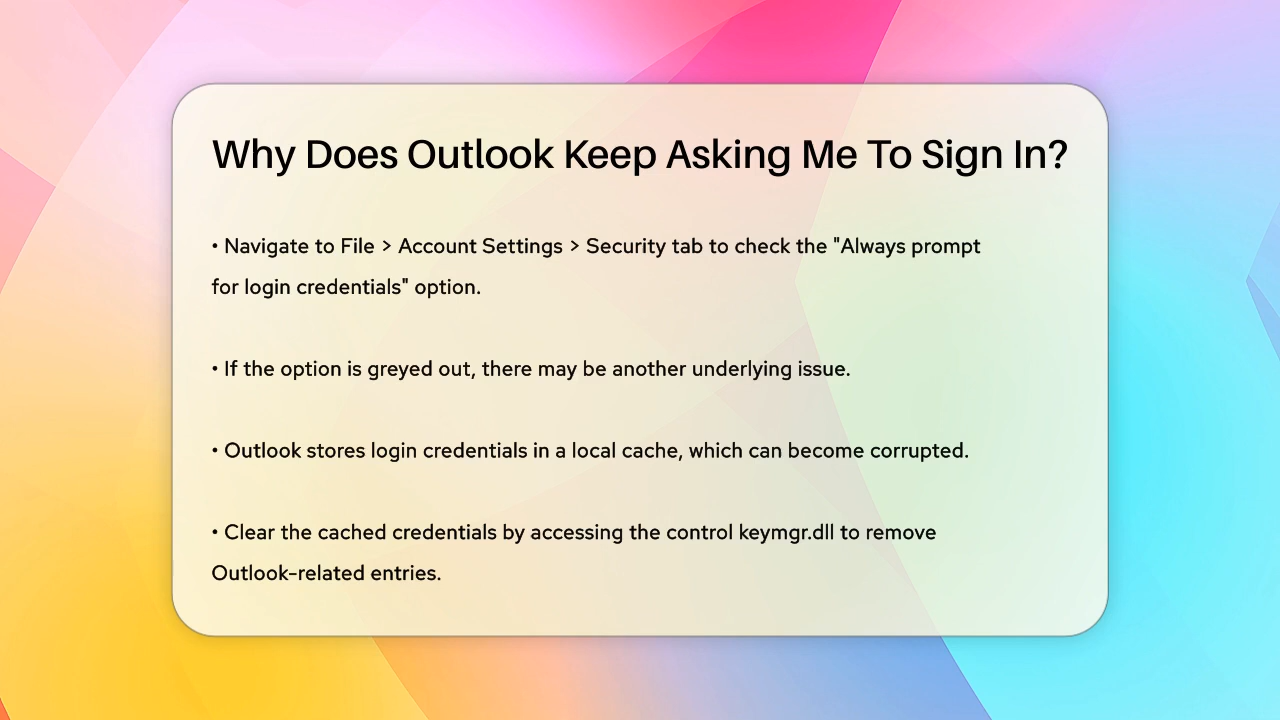 Why Does Outlook Keep Asking Me To Sign In?
• Navigate to File > Account Settings > Security tab to check the "Always prompt
for login credentials" option.
• If the option is greyed out, there may be another underlying issue.
• Outlook stores login credentials in a local cache, which can become corrupted.
• Clear the cached credentials by accessing the control keymgr.dll to remove
Outlook-related entries.